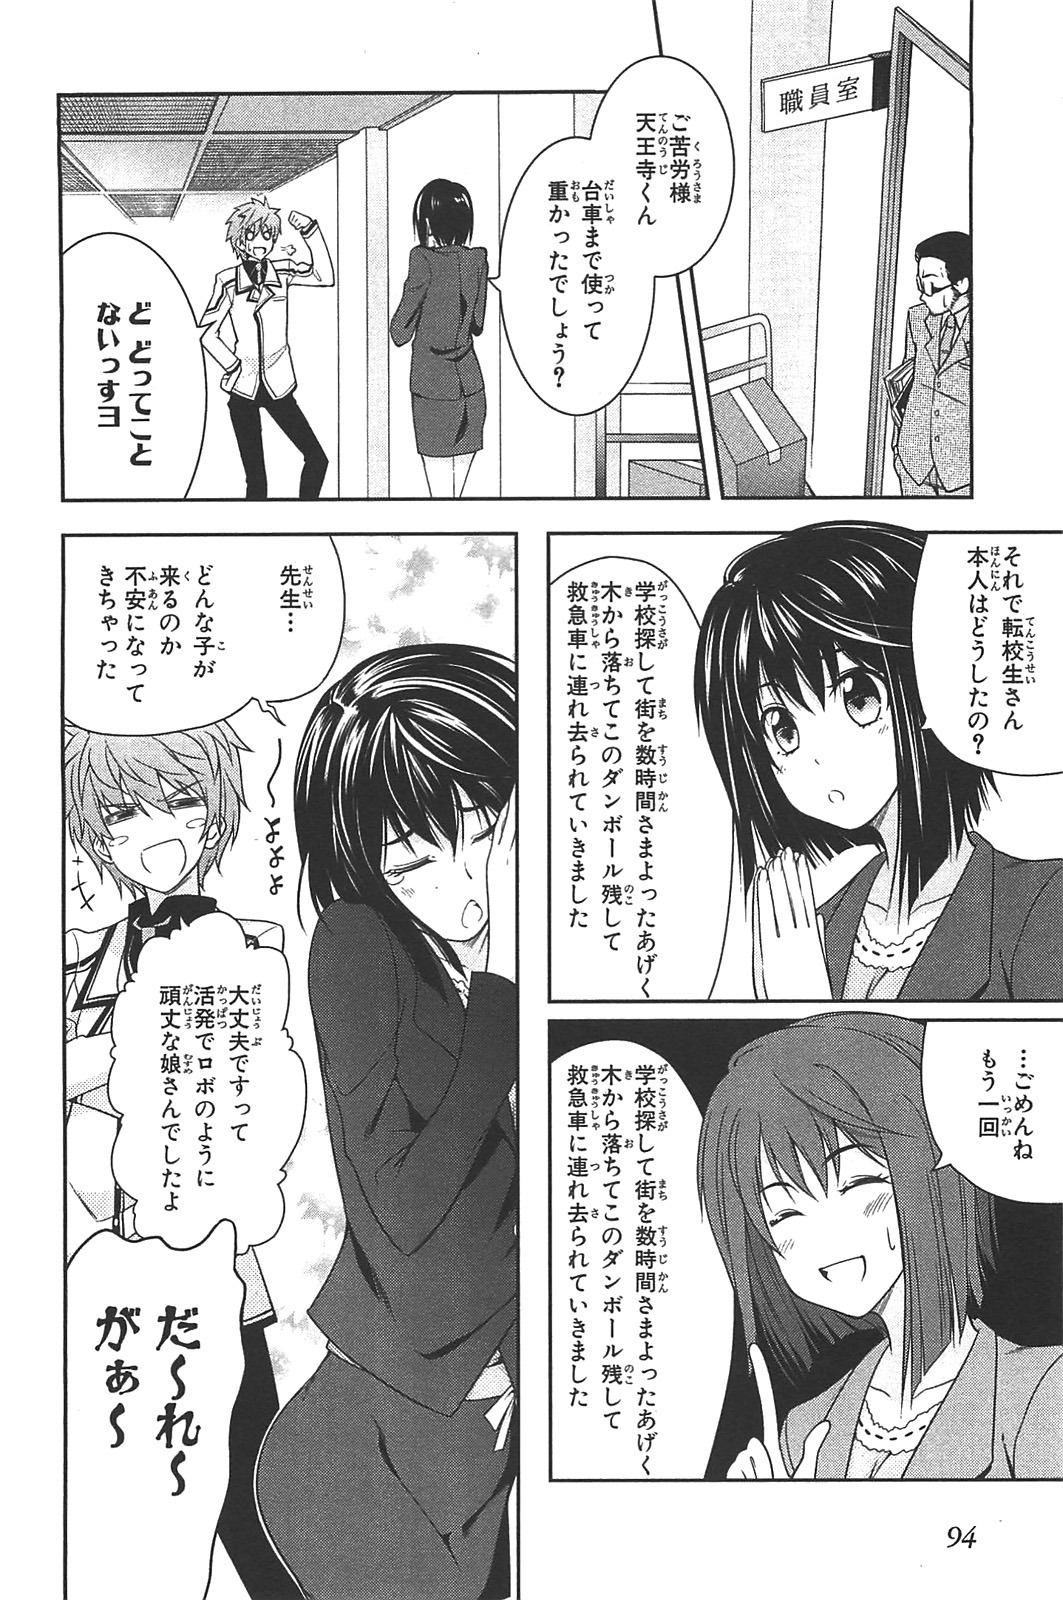 職員室
ご苦労様
天王寺くん
台車まで使って
重かったでしょう?
ど どってこと
ないっすヨ
それで転校生さん
本人はどうしたの?
学校探して街を数時間さまよったあげく
木から落ちてこのダンボール残して
救急車に連れ去られていきました
…ごめんね
もう一回
学校探して街を数時間さまよったあげく
木から落ちてこのダンボール残して
救急車に連れ去られていきました
先生…
どんな子が
来るのか
不安になって
きちゃった
〜〜よよよ
大丈夫ですって
活発でロボのように
頑丈な娘さんでしたよ
だ〜れ〜
がぁ〜
94